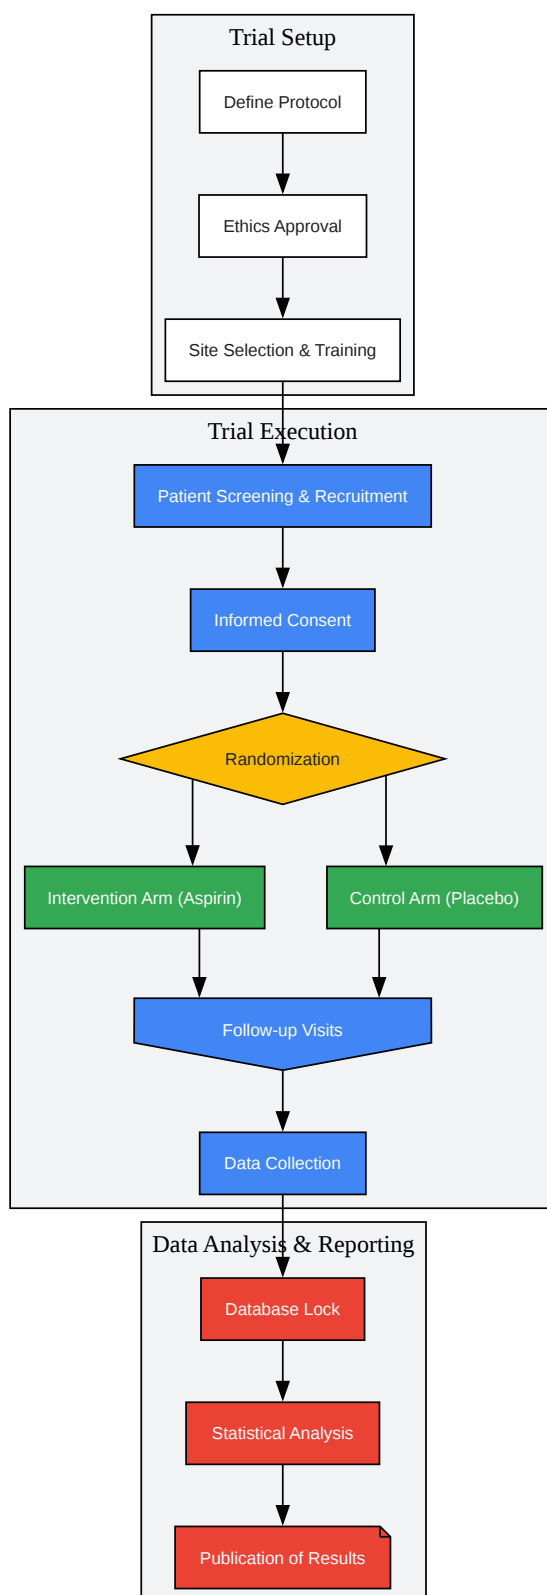 Trial Setup
Define Protocol
Ethics Approval
Site Selection & Training
Trial Execution
Patient Screening & Recruitment
Informed Consent
Randomization
Intervention Arm (Aspirin)
Control Arm (Placebo)
Follow-up Visits
Data Collection
Data Analysis & Reporting
Database Lock
Statistical Analysis
Publication of Results